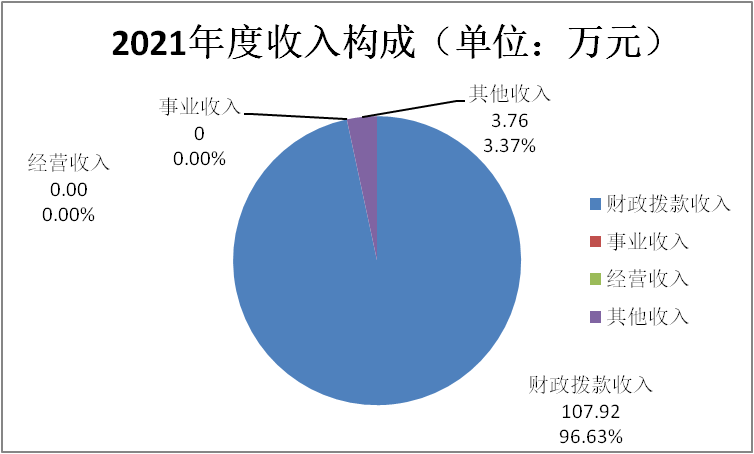 2021年度收入构成（单位：万元）
其他收入
3.76
3.37%
事业收入
0
0.00%
经营收入
0.00
0.00%
财政拨款收入
事业收入
经营收入
其他收入
财政拨款收入
107.92
96.63%